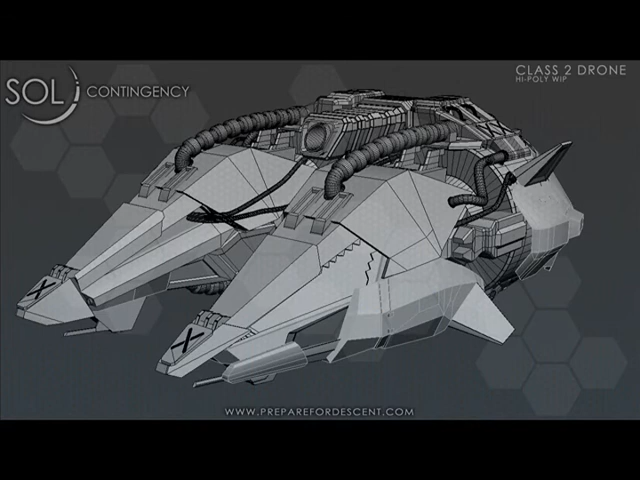 SOL CONTINGENCY
CLASS 2 DRONE
HI-POLY WIP
WWW.PREPAREFORDESCENT.COM